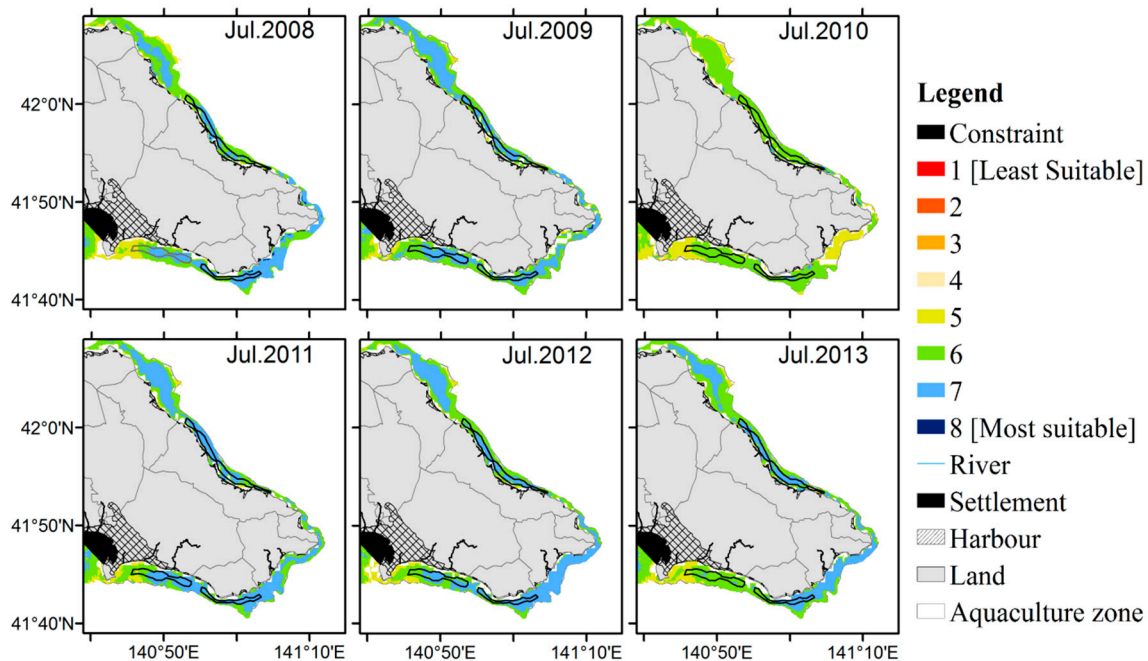 Jul.2008
Jul.2009
Jul.2010
42°0'N
41°50'N
41°40'N
Jul.2011
Jul.2012
Jul.2013
42°0'N
41°50'N
41°40'N
140°50'E
141°10'E
140°50'E
141°10'E
140°50'E
141°10'E
Legend
Constraint
1 [Least Suitable]
2
3
4
5
6
7
8 [Most suitable]
River
Settlement
Harbour
Land
Aquaculture zone